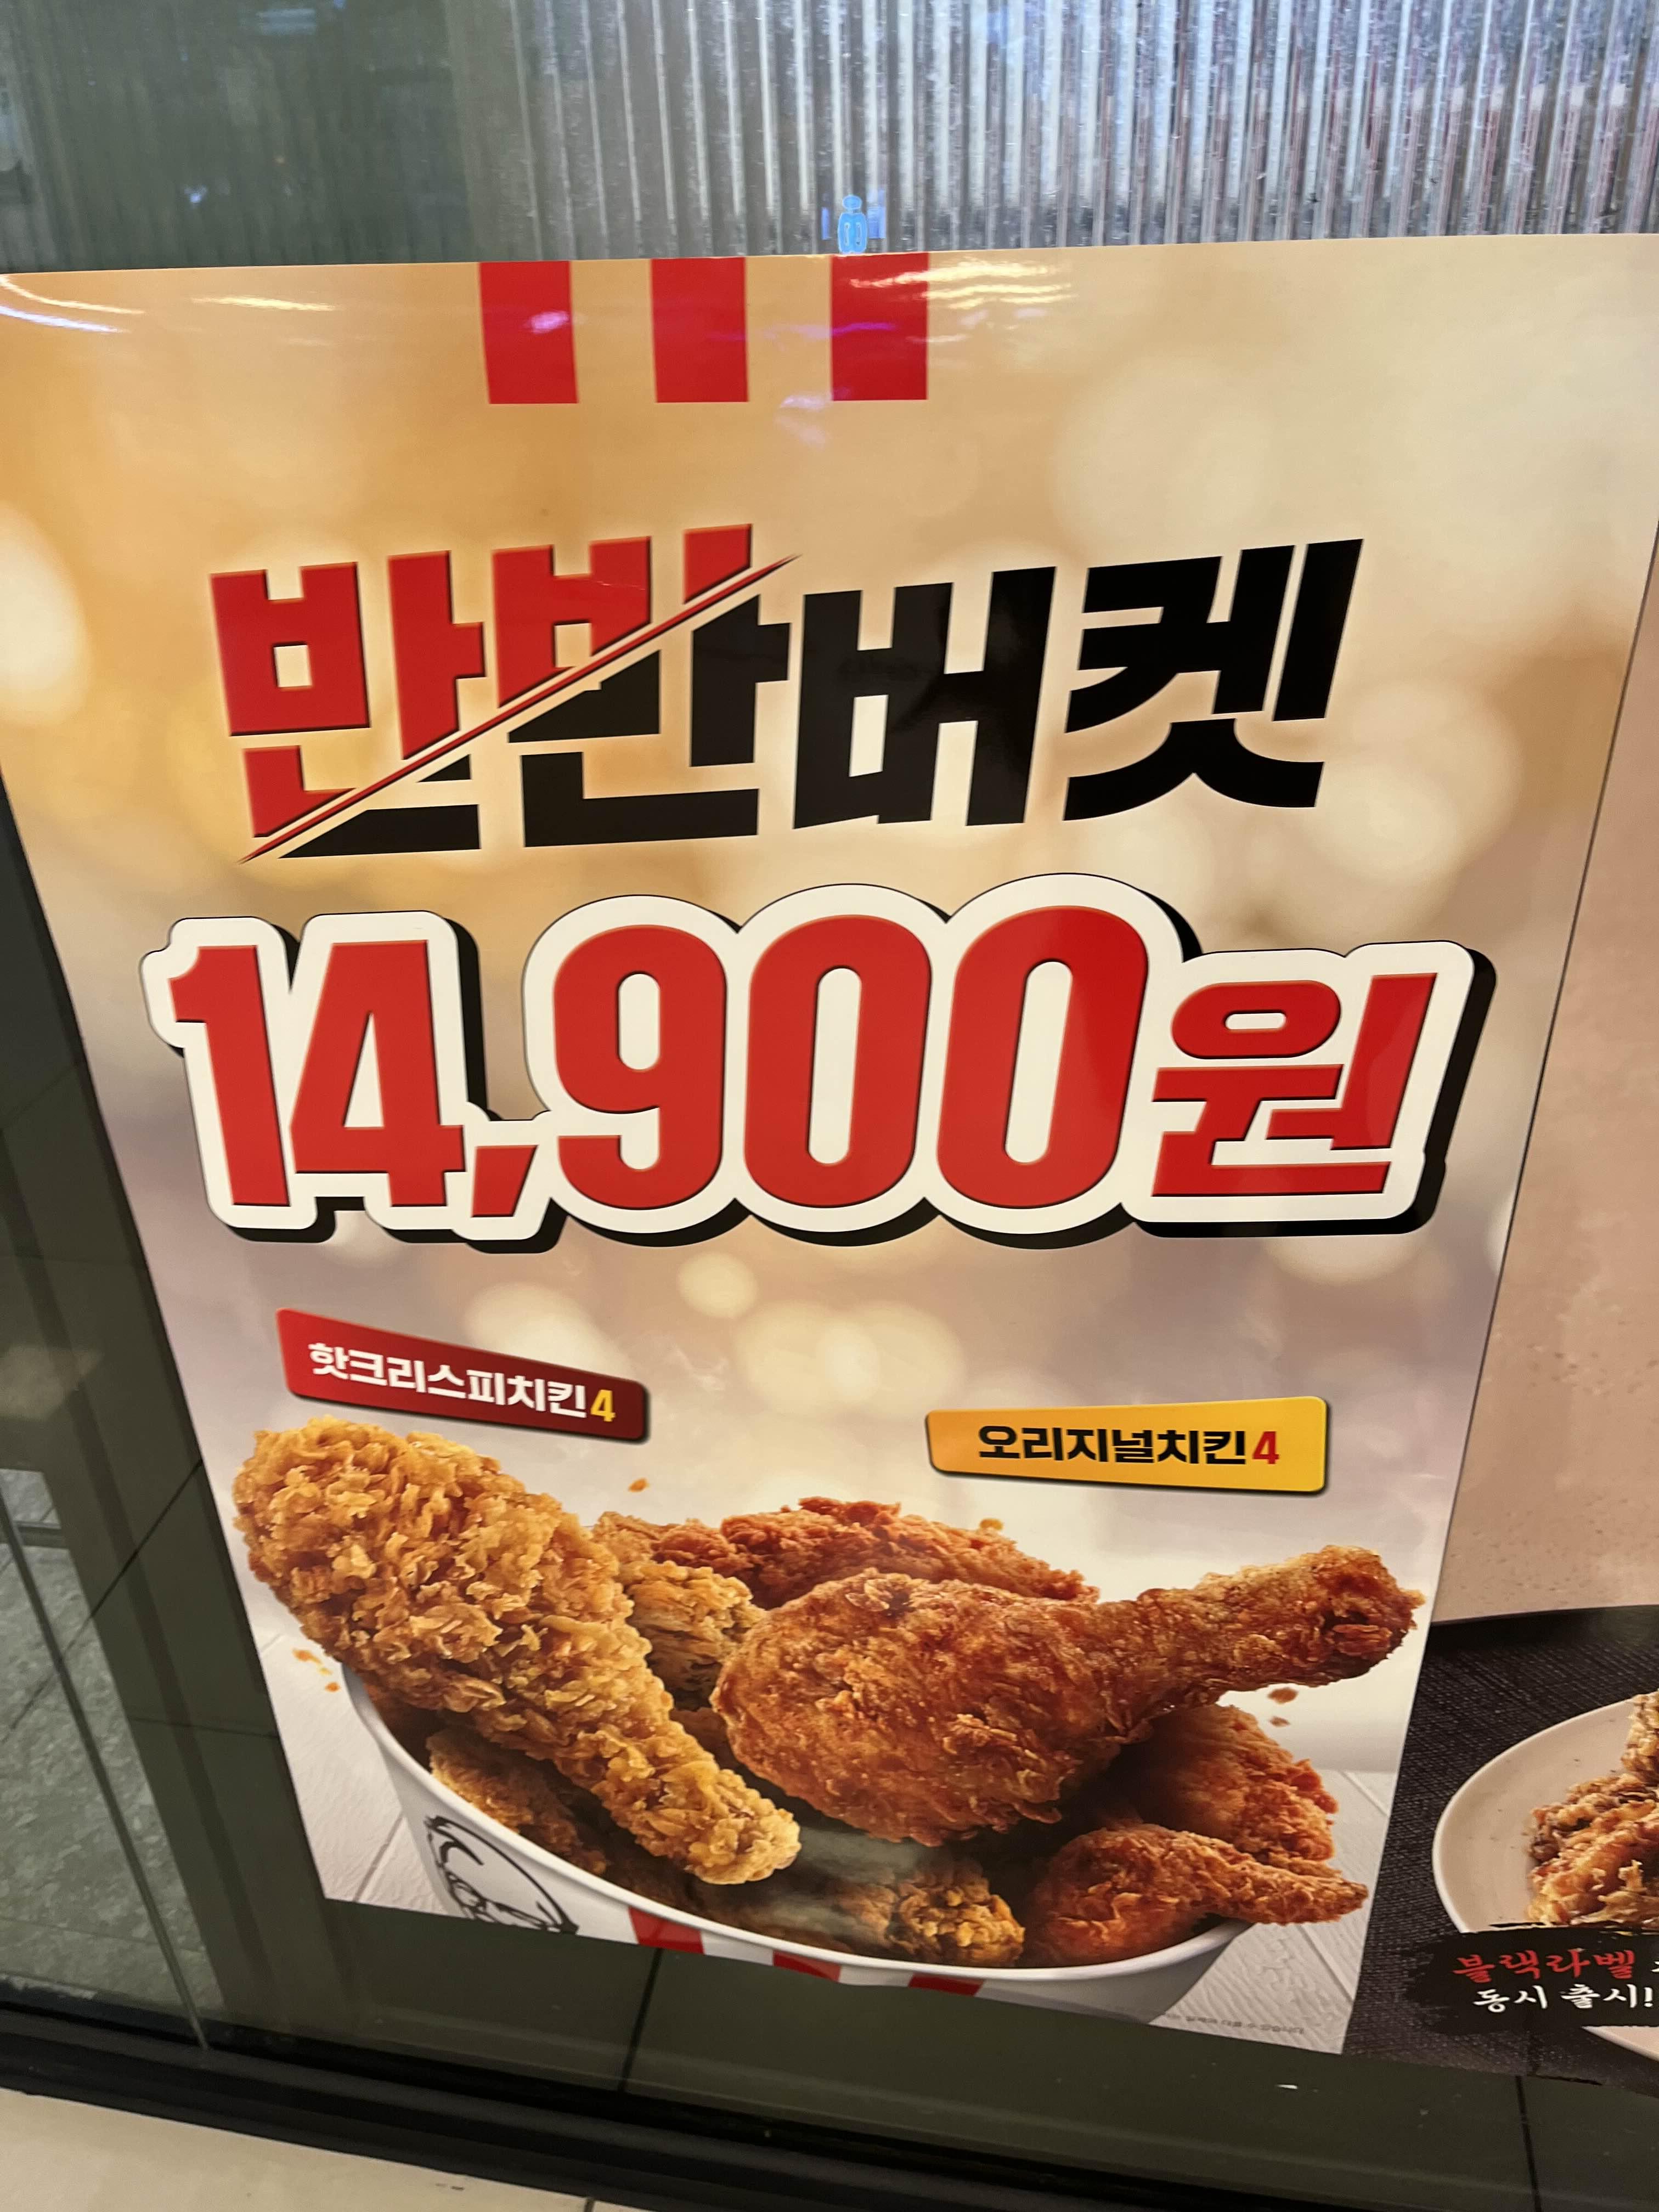 반반버켓
14,900원
핫크리스피치킨4
오리지널치킨4
블랙라벨
동시 출시!